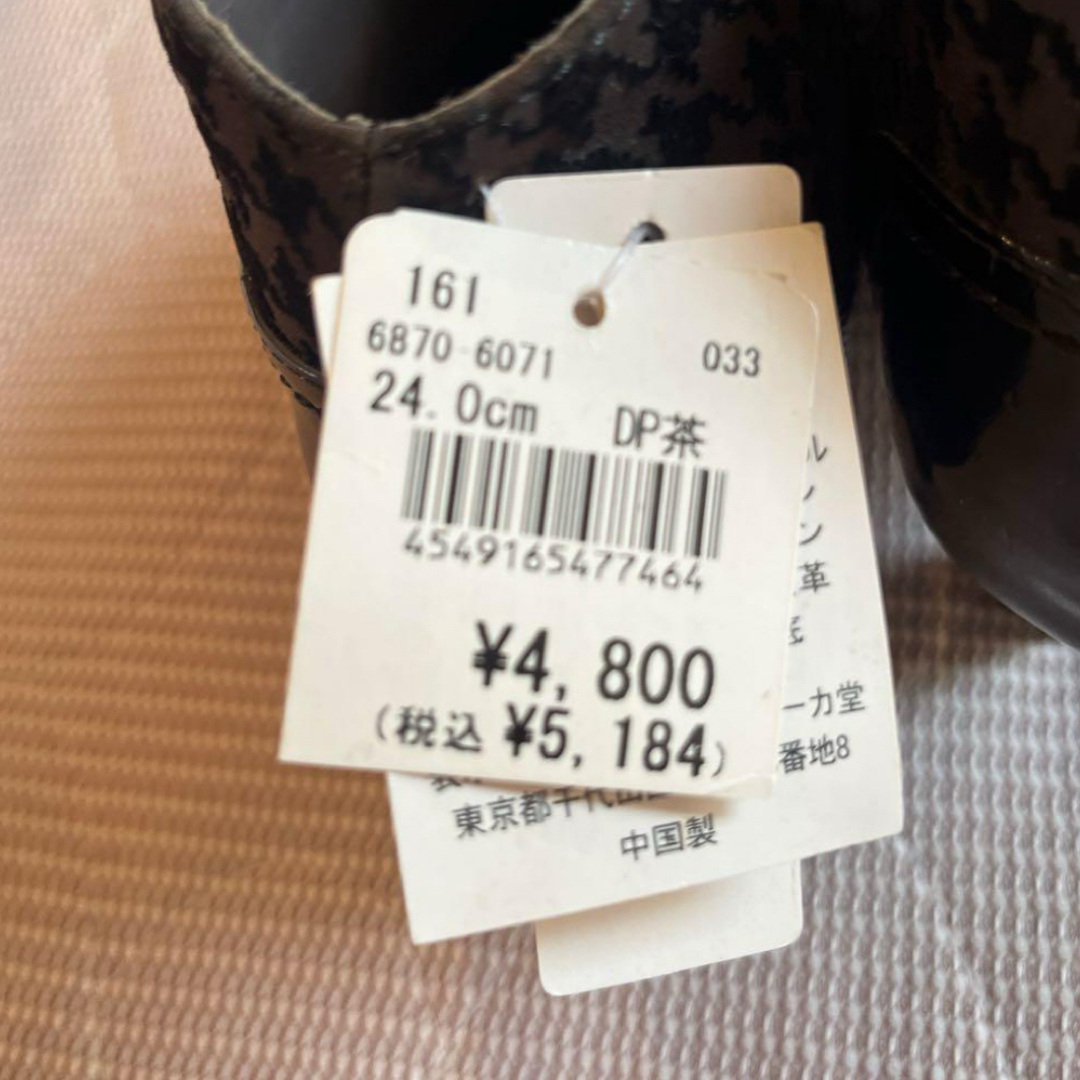 161
6870-6071 033
24.0cm DP茶
4549165477464
¥4,800
(税込 ¥5,184)
ル
ン
革
底
ーカ堂
番地8
東京都千代田
中国製